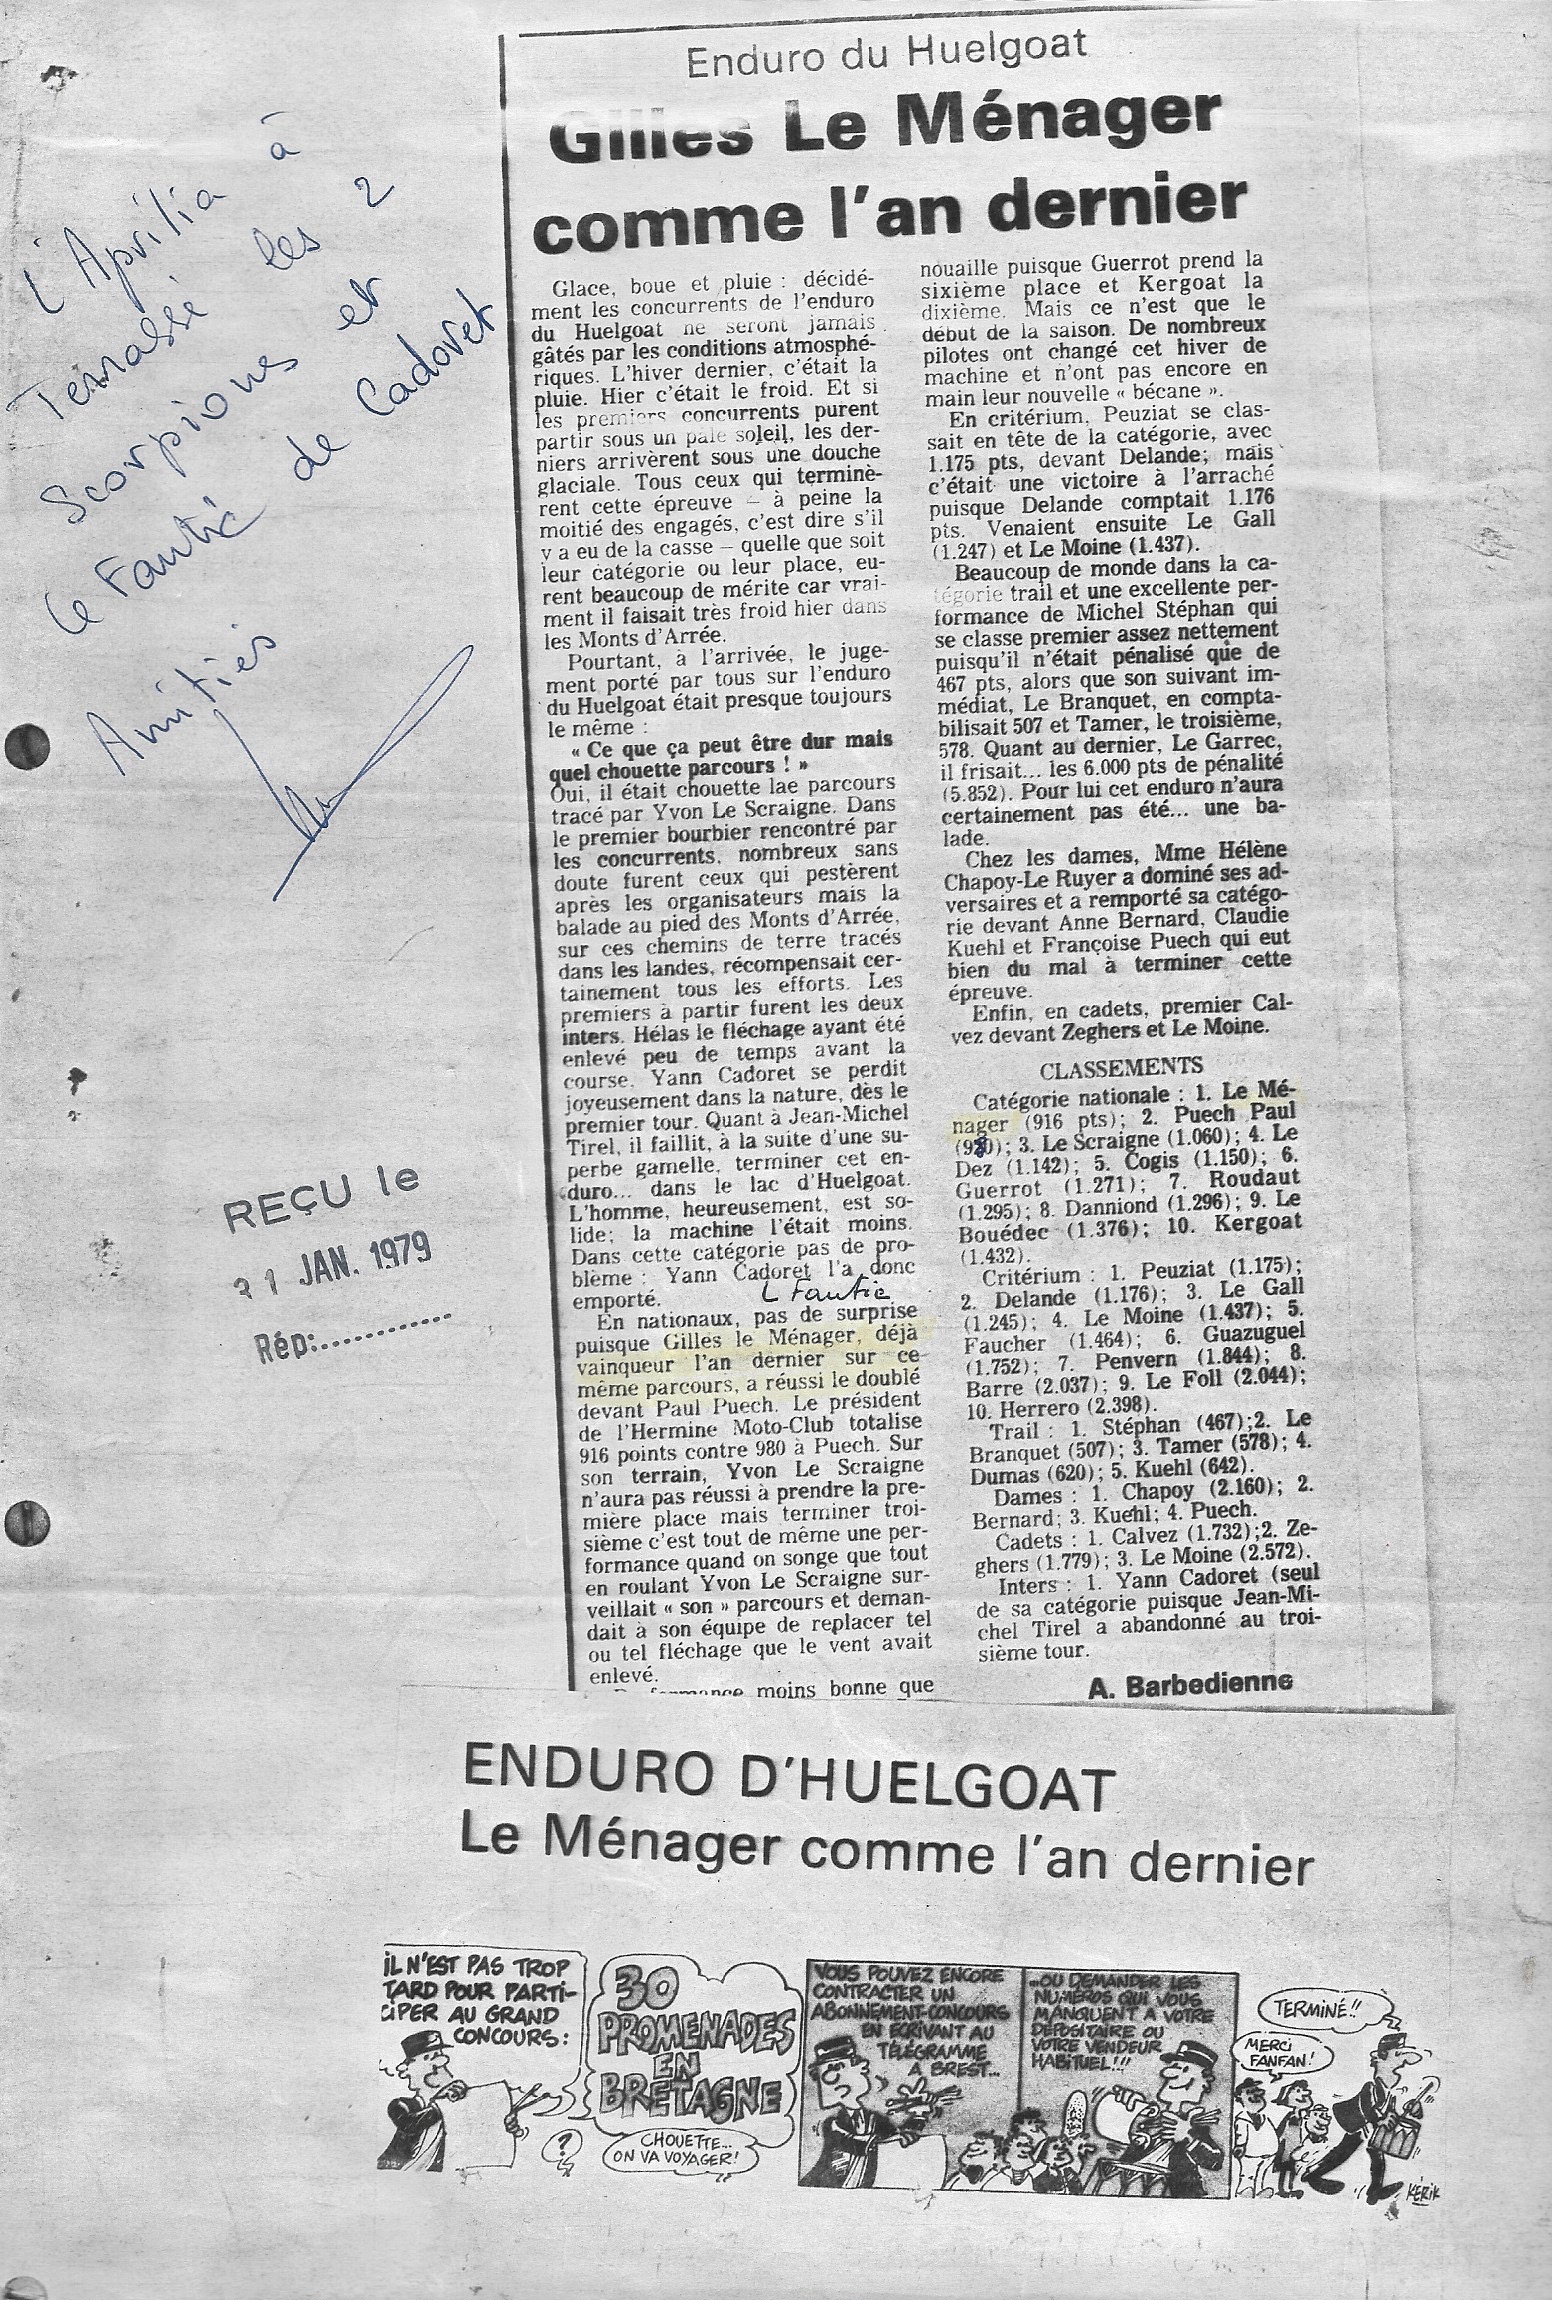 L'Aprilia à
Terrassé les 2
Scorpions et
le Fantic de Cadoret
Amitiés
REÇU le
31 JAN. 1979
Rép:............
Enduro du Huelgoat
Gilles Le Ménager
comme l'an dernier
Glace, boue et pluie : décidé-
ment les concurrents de l'enduro
du Huelgoat ne seront jamais
gâtés par les conditions atmosphé-
riques. L'hiver dernier, c'était la
pluie. Hier c'était le froid. Et si
les premiers concurrents purent
partir sous un pâle soleil, les der-
niers arrivèrent sous une douche
glaciale. Tous ceux qui terminè-
rent cette épreuve — à peine la
moitié des engagés, c'est dire s'il
y a eu de la casse — quelle que soit
leur catégorie ou leur place, eu-
rent beaucoup de mérite car vrai-
ment il faisait très froid hier dans
les Monts d'Arrée.
Pourtant, à l'arrivée, le juge-
ment porté par tous sur l'enduro
du Huelgoat était presque toujours
le même :
« Ce que ça peut être dur mais
quel chouette parcours ! »
Oui, il était chouette lae parcours
tracé par Yvon Le Scraigne. Dans
le premier bourbier rencontré par
les concurrents, nombreux sans
doute furent ceux qui pestèrent
après les organisateurs mais la
balade au pied des Monts d'Arrée,
sur ces chemins de terre tracés
dans les landes, récompensait cer-
tainement tous les efforts. Les
premiers à partir furent les deux
inters. Hélas le fléchage ayant été
enlevé peu de temps avant la
course, Yann Cadoret se perdit
joyeusement dans la nature, dès le
premier tour. Quant à Jean-Michel
Tirel, il faillit, à la suite d'une su-
perbe gamelle, terminer cet en-
duro... dans le lac d'Huelgoat.
L'homme, heureusement, est so-
lide; la machine l'était moins.
Dans cette catégorie pas de pro-
blème : Yann Cadoret l'a donc
emporté.
L Fantic
En nationaux, pas de surprise
puisque Gilles le Ménager, déjà
vainqueur l'an dernier sur ce
même parcours, a réussi le doublé
devant Paul Puech. Le président
de l'Hermine Moto-Club totalise
916 points contre 980 à Puech. Sur
son terrain, Yvon Le Scraigne
n'aura pas réussi à prendre la pre-
mière place mais terminer troi-
sième c'est tout de même une per-
formance quand on songe que tout
en roulant Yvon Le Scraigne sur-
veillait « son » parcours et deman-
dait à son équipe de replacer tel
ou tel fléchage que le vent avait
enlevé.
moins bonne que
nouaille puisque Guerrot prend la
sixième place et Kergoat la
dixième. Mais ce n'est que le
début de la saison. De nombreux
pilotes ont changé cet hiver de
machine et n'ont pas encore en
main leur nouvelle « bécane ».
En critérium, Peuziat se clas-
sait en tête de la catégorie, avec
1.175 pts, devant Delande; mais
c'était une victoire à l'arraché
puisque Delande comptait 1.176
pts. Venaient ensuite Le Gall
(1.247) et Le Moine (1.437).
Beaucoup de monde dans la ca-
tégorie trail et une excellente per-
formance de Michel Stéphan qui
se classe premier assez nettement
puisqu'il n'était pénalisé que de
467 pts, alors que son suivant im-
médiat, Le Branquet, en compta-
bilisait 507 et Tamer, le troisième,
578. Quant au dernier, Le Garrec,
il frisait... les 6.000 pts de pénalité
(5.852). Pour lui cet enduro n'aura
certainement pas été... une ba-
lade.
Chez les dames, Mme Hélène
Chapoy-Le Ruyer a dominé ses ad-
versaires et a remporté sa catégo-
rie devant Anne Bernard, Claudie
Kuehl et Françoise Puech qui eut
bien du mal à terminer cette
épreuve.
Enfin, en cadets, premier Cal-
vez devant Zeghers et Le Moine.
CLASSEMENTS
Catégorie nationale : 1. Le Mé-
nager (916 pts); 2. Puech Paul
(980); 3. Le Scraigne (1.060); 4. Le
Dez (1.142); 5. Cogis (1.150); 6.
Guerrot (1.271); 7. Roudaut
(1.295); 8. Danniond (1.296); 9. Le
Bouédec (1.376); 10. Kergoat
(1.432).
Critérium : 1. Peuziat (1.175);
2. Delande (1.176); 3. Le Gall
(1.245); 4. Le Moine (1.437); 5.
Faucher (1.464); 6. Guazuguel
(1.752); 7. Penvern (1.844); 8.
Barre (2.037); 9. Le Foll (2.044);
10. Herrero (2.398).
Trail : 1. Stéphan (467);2. Le
Branquet (507); 3. Tamer (578); 4.
Dumas (620); 5. Kuehl (642).
Dames : 1. Chapoy (2.160); 2.
Bernard; 3. Kuehl; 4. Puech.
Cadets : 1. Calvez (1.732);2. Ze-
ghers (1.779); 3. Le Moine (2.572).
Inters : 1. Yann Cadoret (seul
de sa catégorie puisque Jean-Mi-
chel Tirel a abandonné au troi-
sième tour.
A. Barbedienne
ENDURO D'HUELGOAT
Le Ménager comme l'an dernier
IL N'EST PAS TROP
TARD POUR PARTI-
CIPER AU GRAND
CONCOURS:
?
30
PROMENADES
EN
BRETAGNE
CHOUETTE...
ON VA VOYAGER!
VOUS POUVEZ ENCORE
CONTRACTER UN
ABONNEMENT-CONCOURS
EN ECRIVANT AU
TÉLÉGRAMME
A BREST...
...OU DEMANDER LES
NUMÉROS QUI VOUS
MANQUENT A VOTRE
DÉPOSITAIRE OU
VOTRE VENDEUR
HABITUEL!!!
TERMINÉ!!
MERCI
FANFAN!
KÉRIK